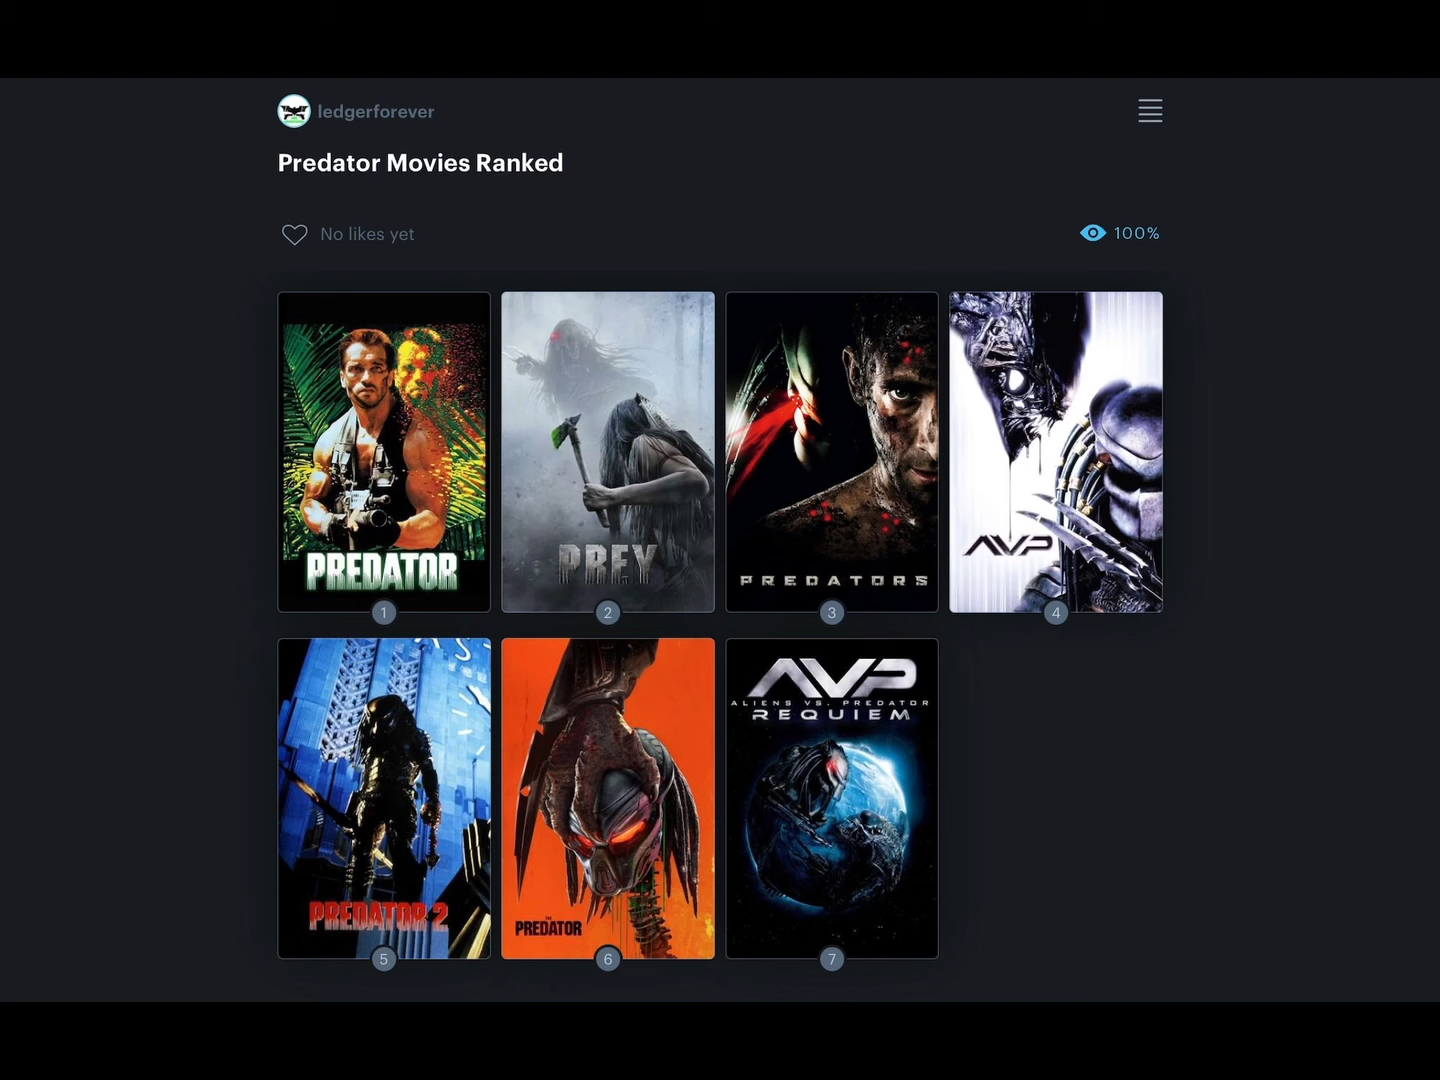 ledgerforever
Predator Movies Ranked
No likes yet
100%
PREDATOR
PREY
PREDATORS
AVP
1
2
3
4
PREDATOR 2
THE
PREDATOR
AVP
ALIENS VS. PREDATOR
REQUIEM
5
6
7